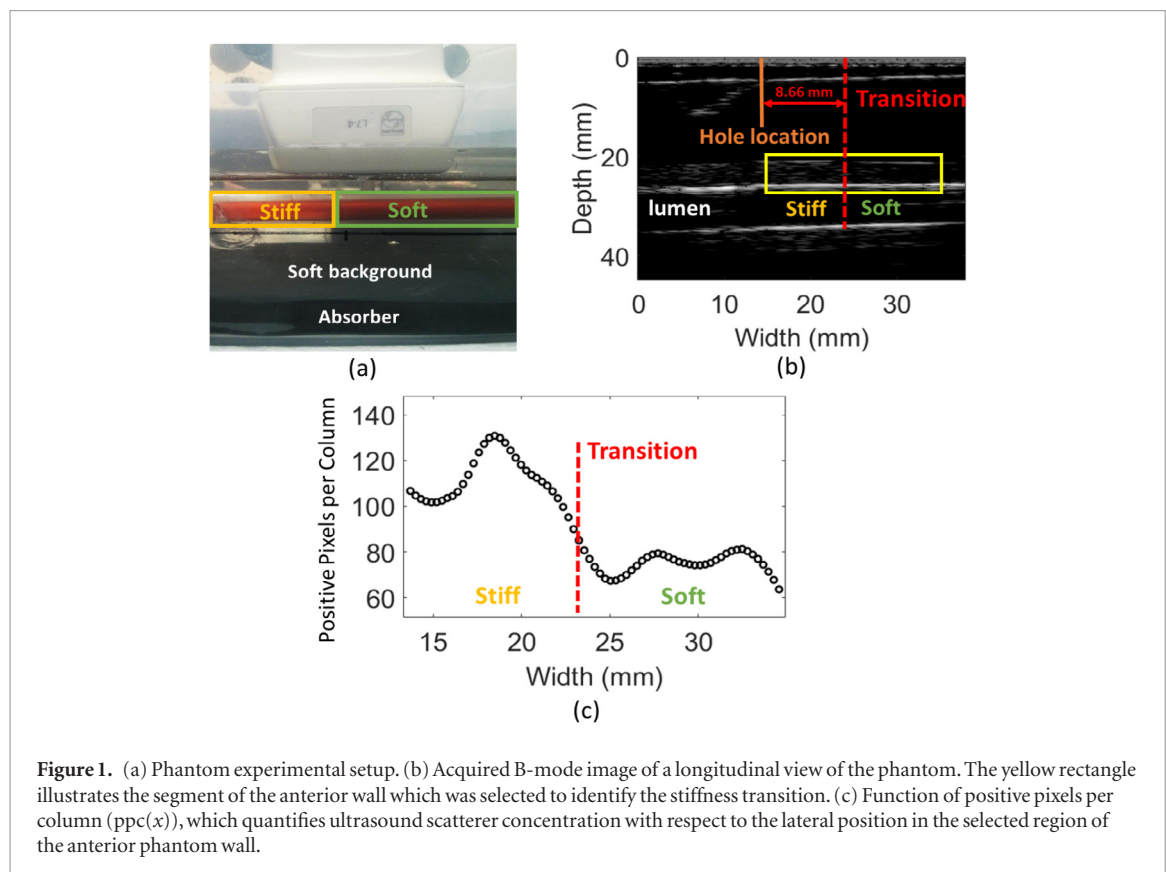 Stiff
Soft
Soft background
Absorber
(a)
0
20
40
Depth (mm)
8.66 mm
Transition
Hole location
lumen
Stiff
Soft
0 10 20 30
Width (mm)
(b)
140
120
100
80
60
Positive Pixels per Column
Transition
Stiff
Soft
15 20 25 30
Width (mm)
(c)
Figure 1. (a) Phantom experimental setup. (b) Acquired B-mode image of a longitudinal view of the phantom. The yellow rectangle
illustrates the segment of the anterior wall which was selected to identify the stiffness transition. (c) Function of positive pixels per
column (ppc(x)), which quantifies ultrasound scatterer concentration with respect to the lateral position in the selected region of
the anterior phantom wall.